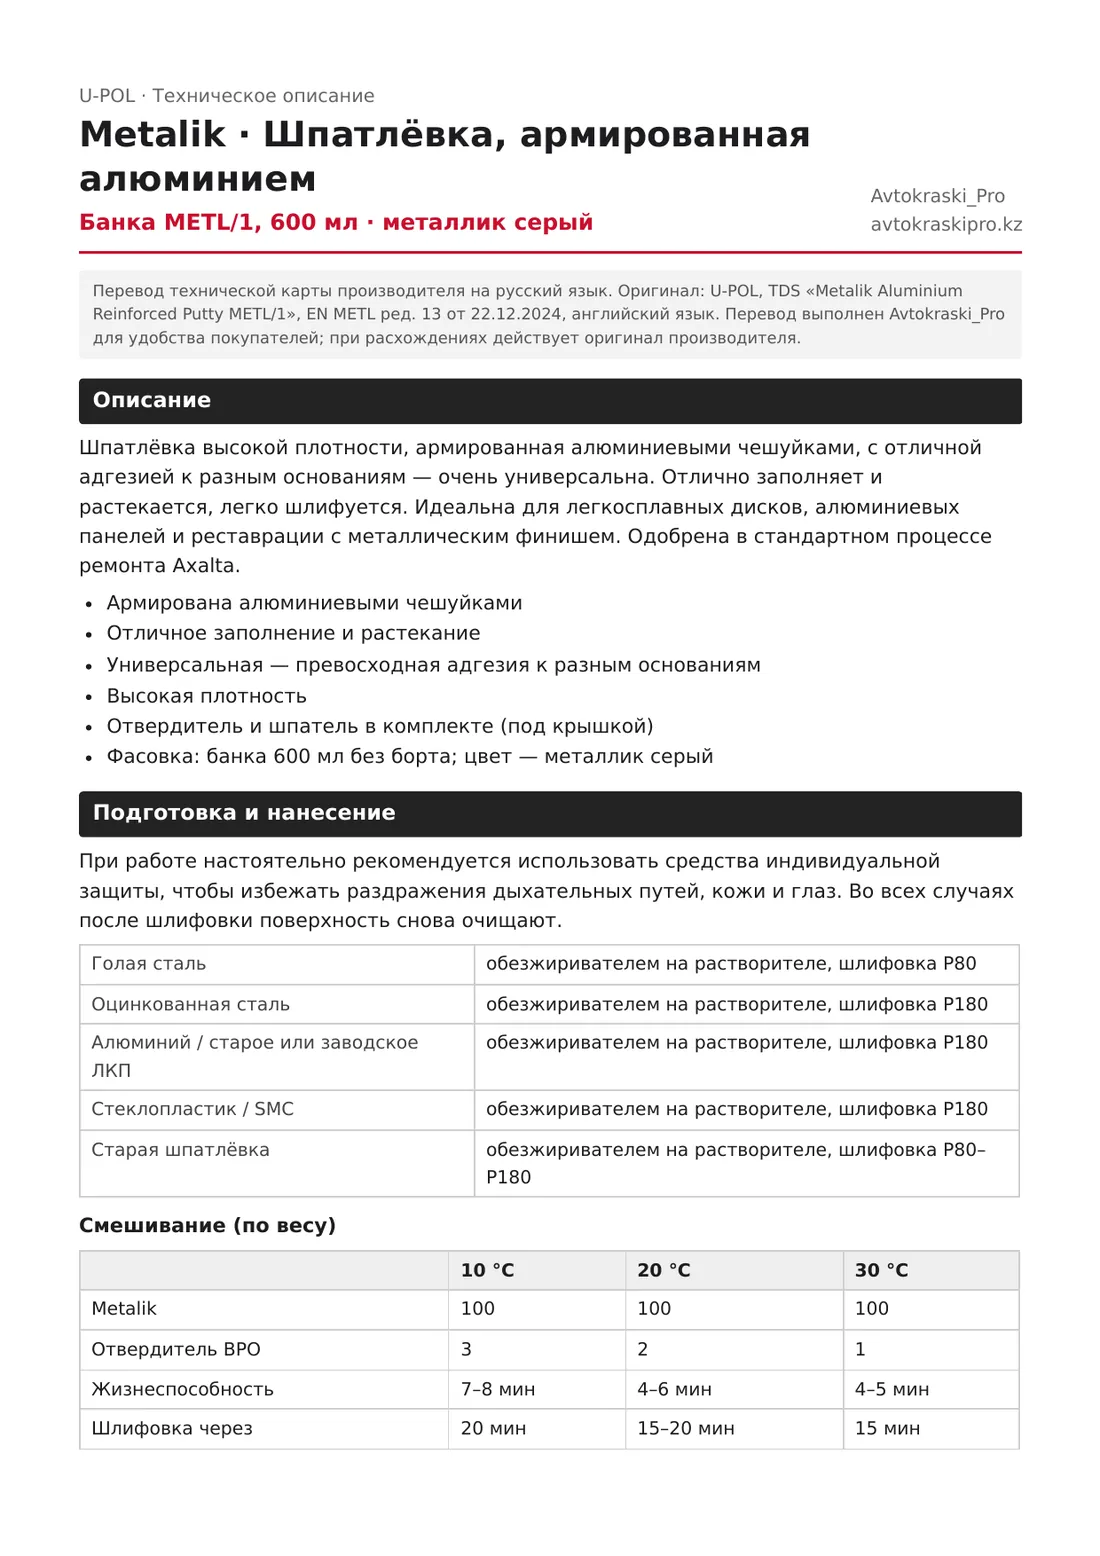 U-POL · Техническое описание
Metalik · Шпатлёвка, армированная
алюминием
Банка METL/1, 600 мл · металлик серый
Avtokraski_Pro
avtokraskipro.kz
Перевод технической карты производителя на русский язык. Оригинал: U-POL, TDS «Metalik Aluminium
Reinforced Putty METL/1», EN METL ред. 13 от 22.12.2024, английский язык. Перевод выполнен Avtokraski_Pro
для удобства покупателей; при расхождениях действует оригинал производителя.
Описание
Шпатлёвка высокой плотности, армированная алюминиевыми чешуйками, с отличной
адгезией к разным основаниям — очень универсальна. Отлично заполняет и
растекается, легко шлифуется. Идеальна для легкосплавных дисков, алюминиевых
панелей и реставрации с металлическим финишем. Одобрена в стандартном процессе
ремонта Axalta.
• Армирована алюминиевыми чешуйками
• Отличное заполнение и растекание
• Универсальная — превосходная адгезия к разным основаниям
• Высокая плотность
• Отвердитель и шпатель в комплекте (под крышкой)
• Фасовка: банка 600 мл без борта; цвет — металлик серый
Подготовка и нанесение
При работе настоятельно рекомендуется использовать средства индивидуальной
защиты, чтобы избежать раздражения дыхательных путей, кожи и глаз. Во всех случаях
после шлифовки поверхность снова очищают.
Голая сталь обезжиривателем на растворителе, шлифовка P80
Оцинкованная сталь обезжиривателем на растворителе, шлифовка P180
Алюминий / старое или заводское обезжиривателем на растворителе, шлифовка P180
ЛКП
Стеклопластик / SMC обезжиривателем на растворителе, шлифовка P180
Старая шпатлёвка обезжиривателем на растворителе, шлифовка P80–
P180
Смешивание (по весу)
10 °C 20 °C 30 °C
Metalik 100 100 100
Отвердитель BPO 3 2 1
Жизнеспособность 7–8 мин 4–6 мин 4–5 мин
Шлифовка через 20 мин 15–20 мин 15 мин